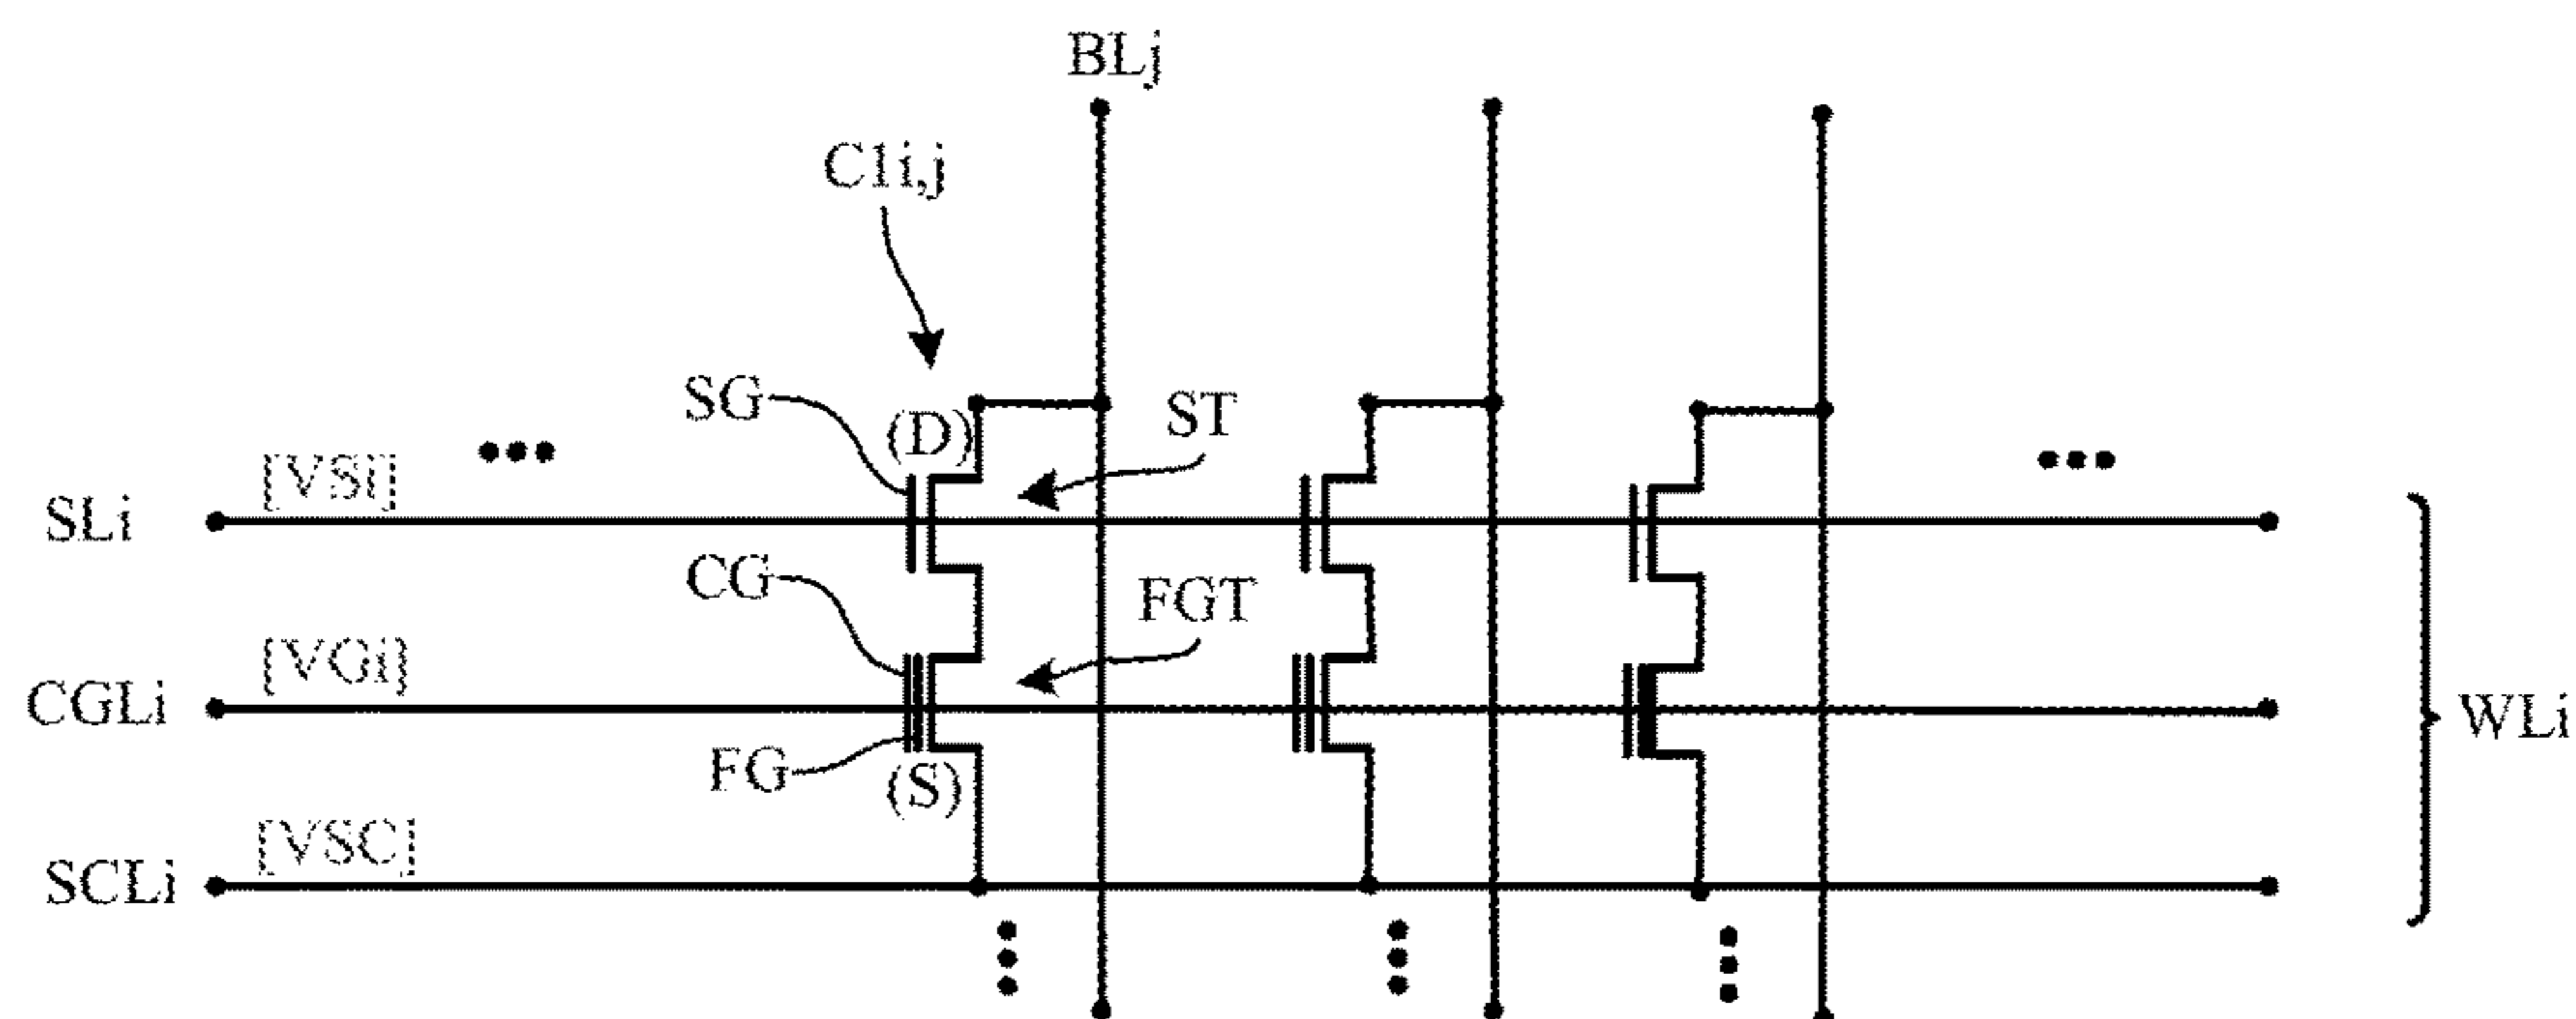 BLj
C1i,j
SG
(D)
ST
[VSi]
SLi
CG
FGT
[VGi]
CGLi
WLi
FG
(S)
[VSC]
SCLi